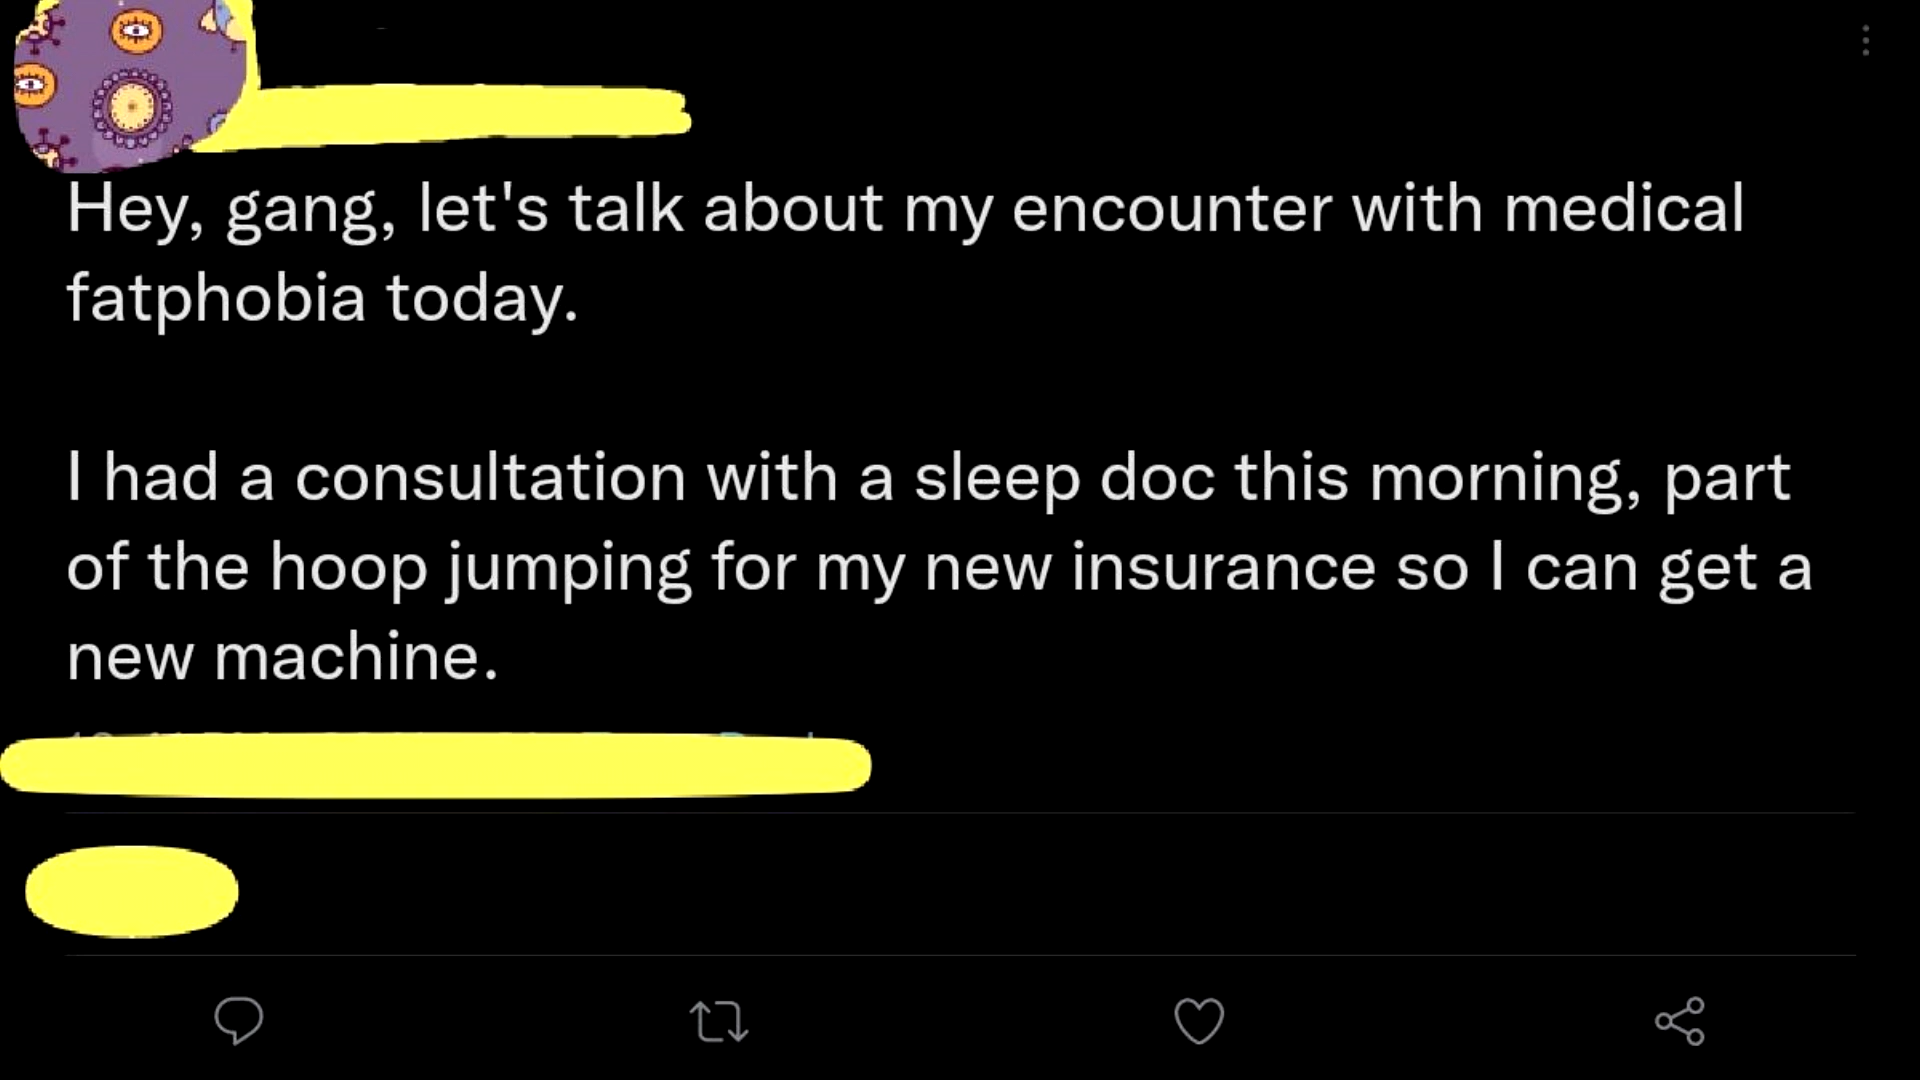 Hey, gang, let's talk about my encounter with medical
fatphobia today.
I had a consultation with a sleep doc this morning, part
of the hoop jumping for my new insurance so I can get a
new machine.